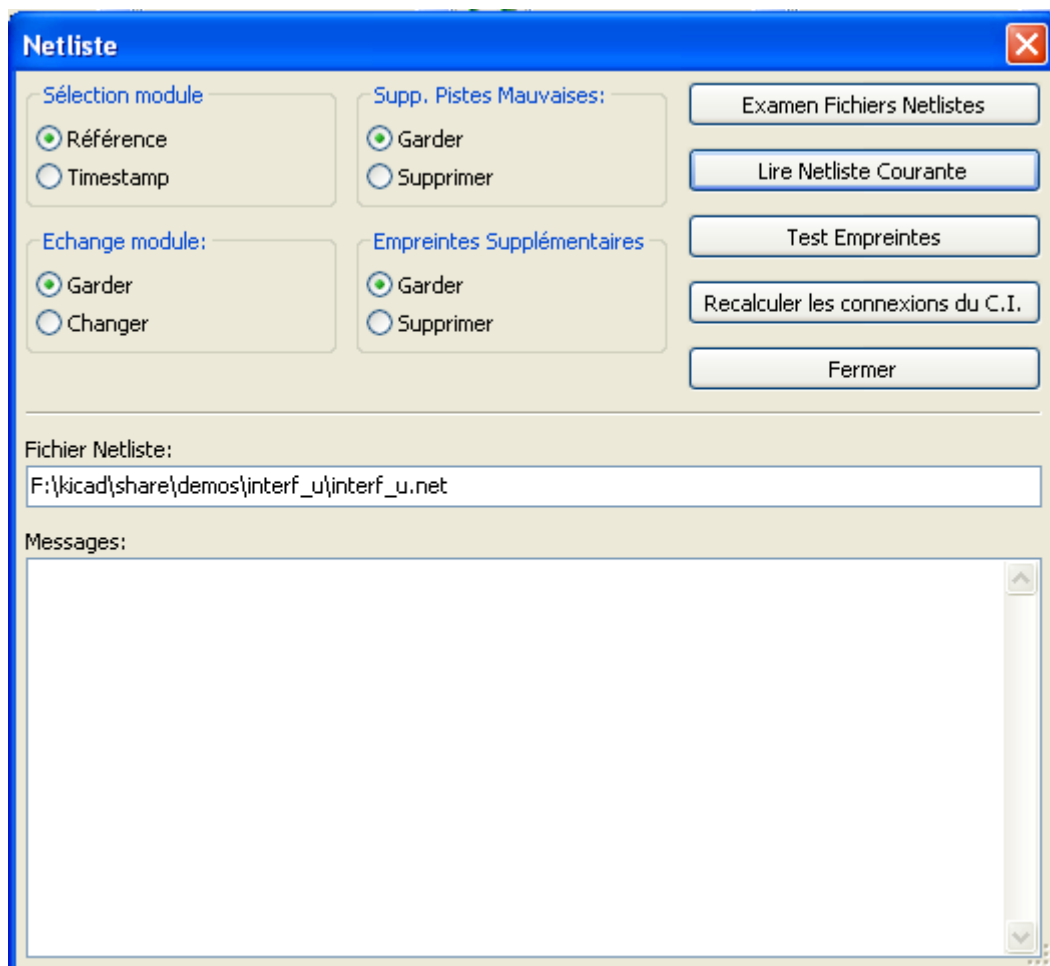 Netliste
Sélection module
Référence
Timestamp
Supp. Pistes Mauvaises:
Garder
Supprimer
Echange module:
Garder
Changer
Empreintes Supplémentaires
Garder
Supprimer
Examen Fichiers Netlistes
Lire Netliste Courante
Test Empreintes
Recalculer les connexions du C.I.
Fermer
Fichier Netliste:
F:\kicad\share\demos\interf_u\interf_u.net
Messages: